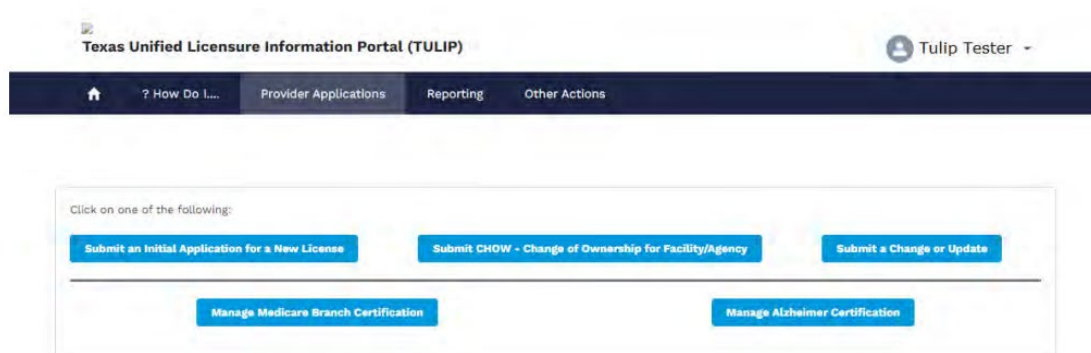 Texas Unified Licensure Information Portal (TULIP)
Tulip Tester
? How Do I.... Provider Applications Reporting Other Actions
Click on one of the following:
Submit an Initial Application for a New License Submit CHOW - Change of Ownership for Facility/Agency Submit a Change or Update
Manage Medicare Branch Certification Manage Alzheimer Certification